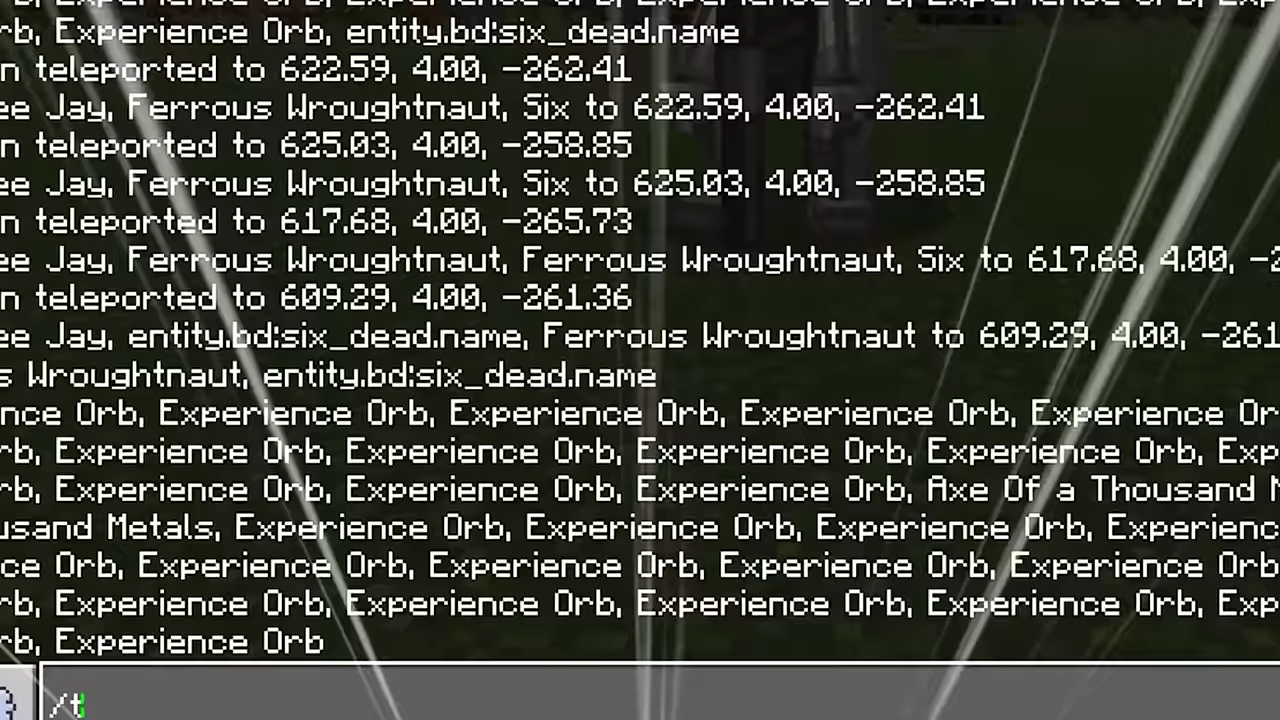 rb, Experience Orb, entity.bd:six_dead.name
n teleported to 622.59, 4.00, -262.41
ee Jay, Ferrous Wroughtnaut, Six to 622.59, 4.00, -262.41
n teleported to 625.03, 4.00, -258.85
ee Jay, Ferrous Wroughtnaut, Six to 625.03, 4.00, -258.85
n teleported to 617.68, 4.00, -265.73
ee Jay, Ferrous Wroughtnaut, Ferrous Wroughtnaut, Six to 617.68, 4.00, -2
n teleported to 609.29, 4.00, -261.36
ee Jay, entity.bd:six_dead.name, Ferrous Wroughtnaut to 609.29, 4.00, -261
s Wroughtnaut, entity.bd:six_dead.name
nce Orb, Experience Orb, Experience Orb, Experience Orb, Experience Or
rb, Experience Orb, Experience Orb, Experience Orb, Experience Orb, Exp
rb, Experience Orb, Experience Orb, Experience Orb, Axe Of a Thousand M
usand Metals, Experience Orb, Experience Orb, Experience Orb, Experienc
ce Orb, Experience Orb, Experience Orb, Experience Orb, Experience Orb
rb, Experience Orb, Experience Orb, Experience Orb, Experience Orb, Exp
rb, Experience Orb
/t